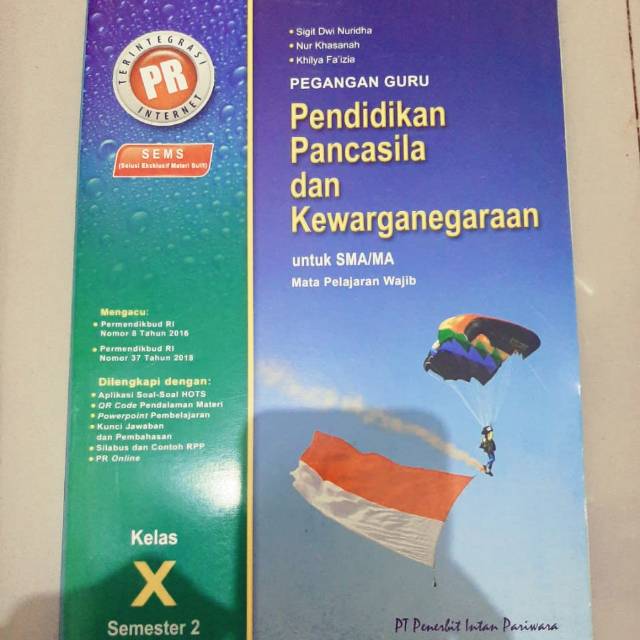 TERINTEGRASI
PR
INTERNET
SEMS
(Solusi Eksklusif Materi Sulit)
• Sigit Dwi Nuridha
• Nur Khasanah
• Khilya Fa'izia
PEGANGAN GURU
Pendidikan
Pancasila
dan
Kewarganegaraan
untuk SMA/MA
Mata Pelajaran Wajib
Mengacu:
• Permendikbud RI
Nomor 8 Tahun 2016
• Permendikbud RI
Nomor 37 Tahun 2018
Dilengkapi dengan:
• Aplikasi Soal-Soal HOTS
• QR Code Pendalaman Materi
• Powerpoint Pembelajaran
• Kunci Jawaban
dan Pembahasan
• Silabus dan Contoh RPP
• PR Online
Kelas
X
Semester 2
PT Penerbit Intan Pariwara